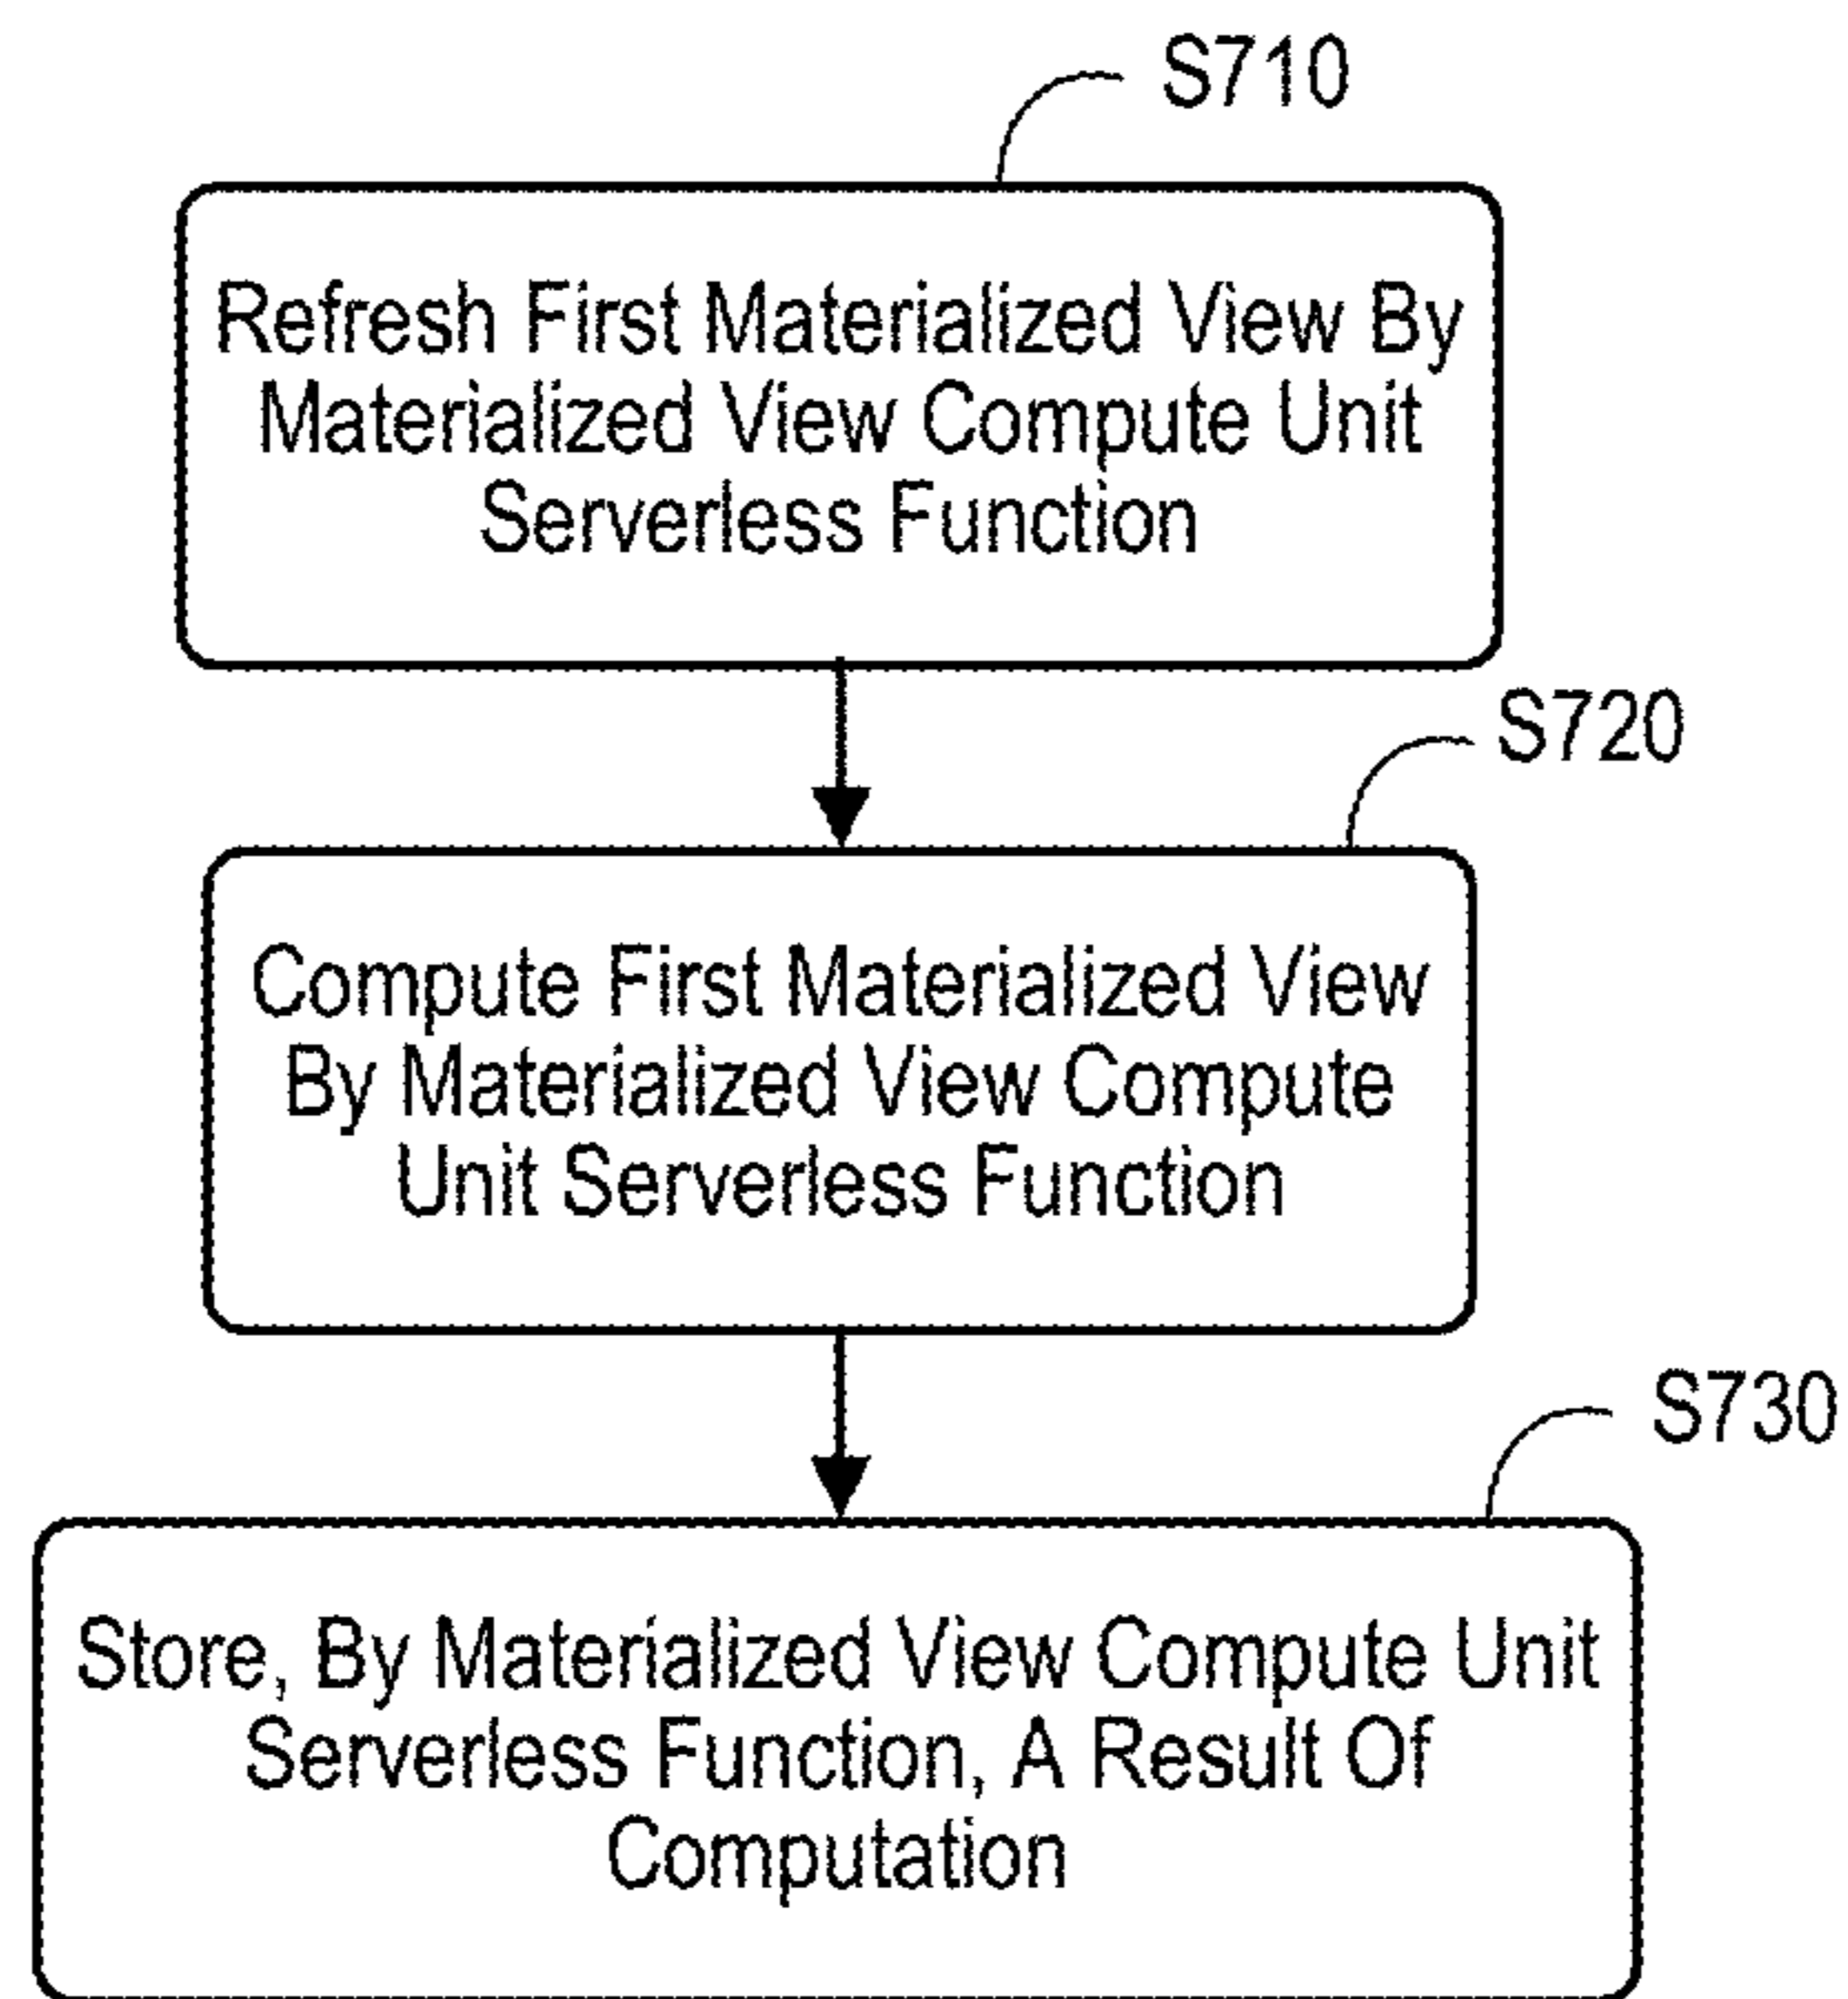 S710
Refresh First Materialized View By
Materialized View Compute Unit
Serverless Function
S720
Compute First Materialized View
By Materialized View Compute
Unit Serverless Function
S730
Store, By Materialized View Compute Unit
Serverless Function, A Result Of
Computation